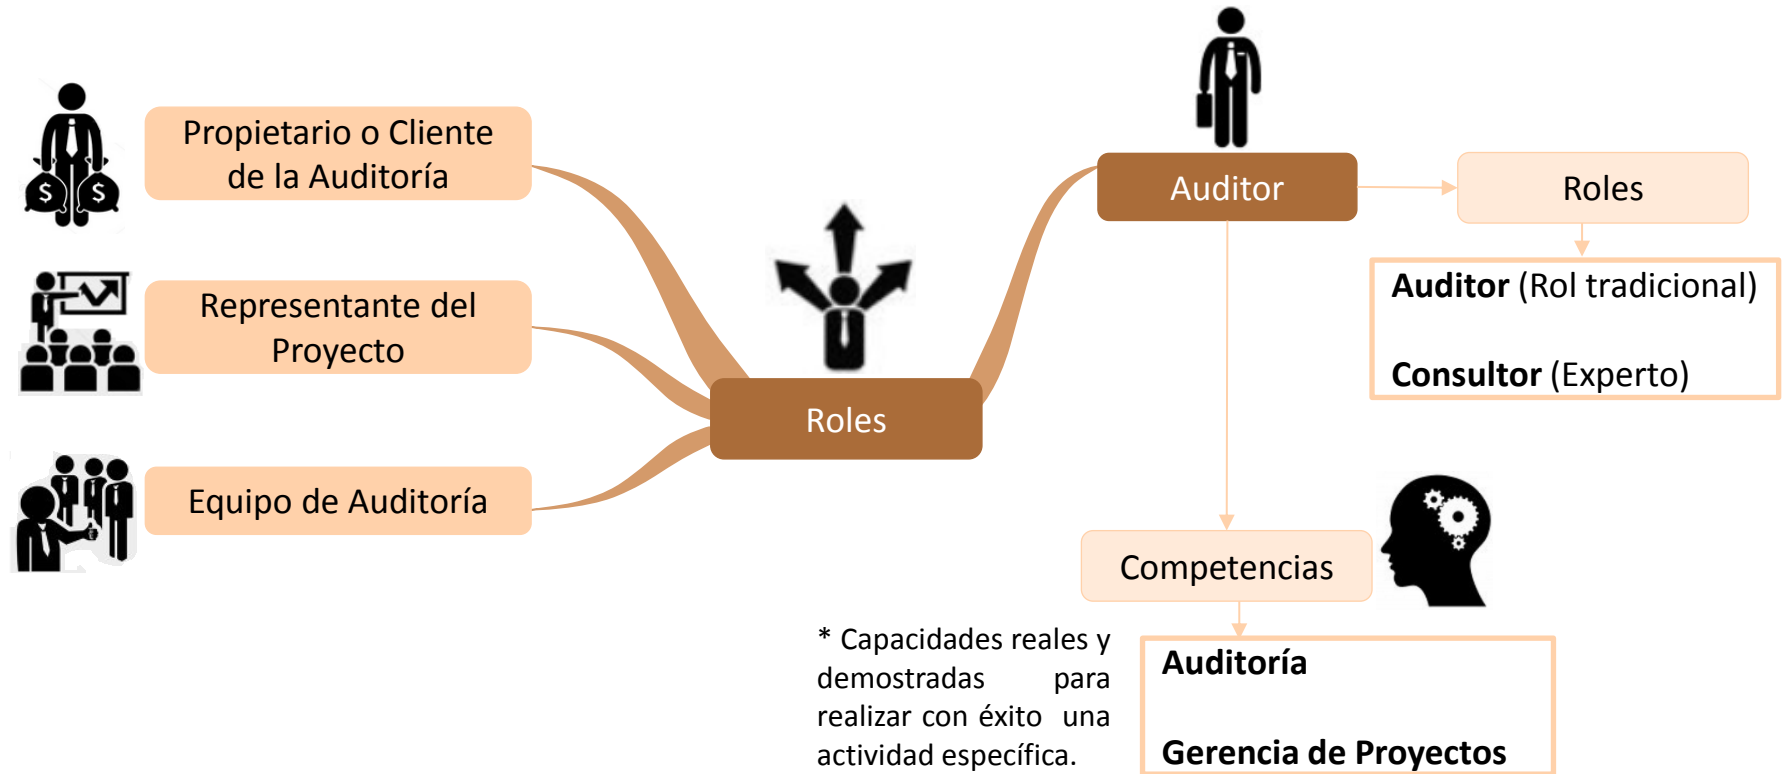 Propietario o Cliente
de la Auditoría
Representante del
Proyecto
Equipo de Auditoría
$ $
Roles
Auditor
Roles
Auditor (Rol tradicional)
Consultor (Experto)
Competencias
* Capacidades reales y
demostradas para
realizar con éxito una
actividad específica.
Auditoría
Gerencia de Proyectos